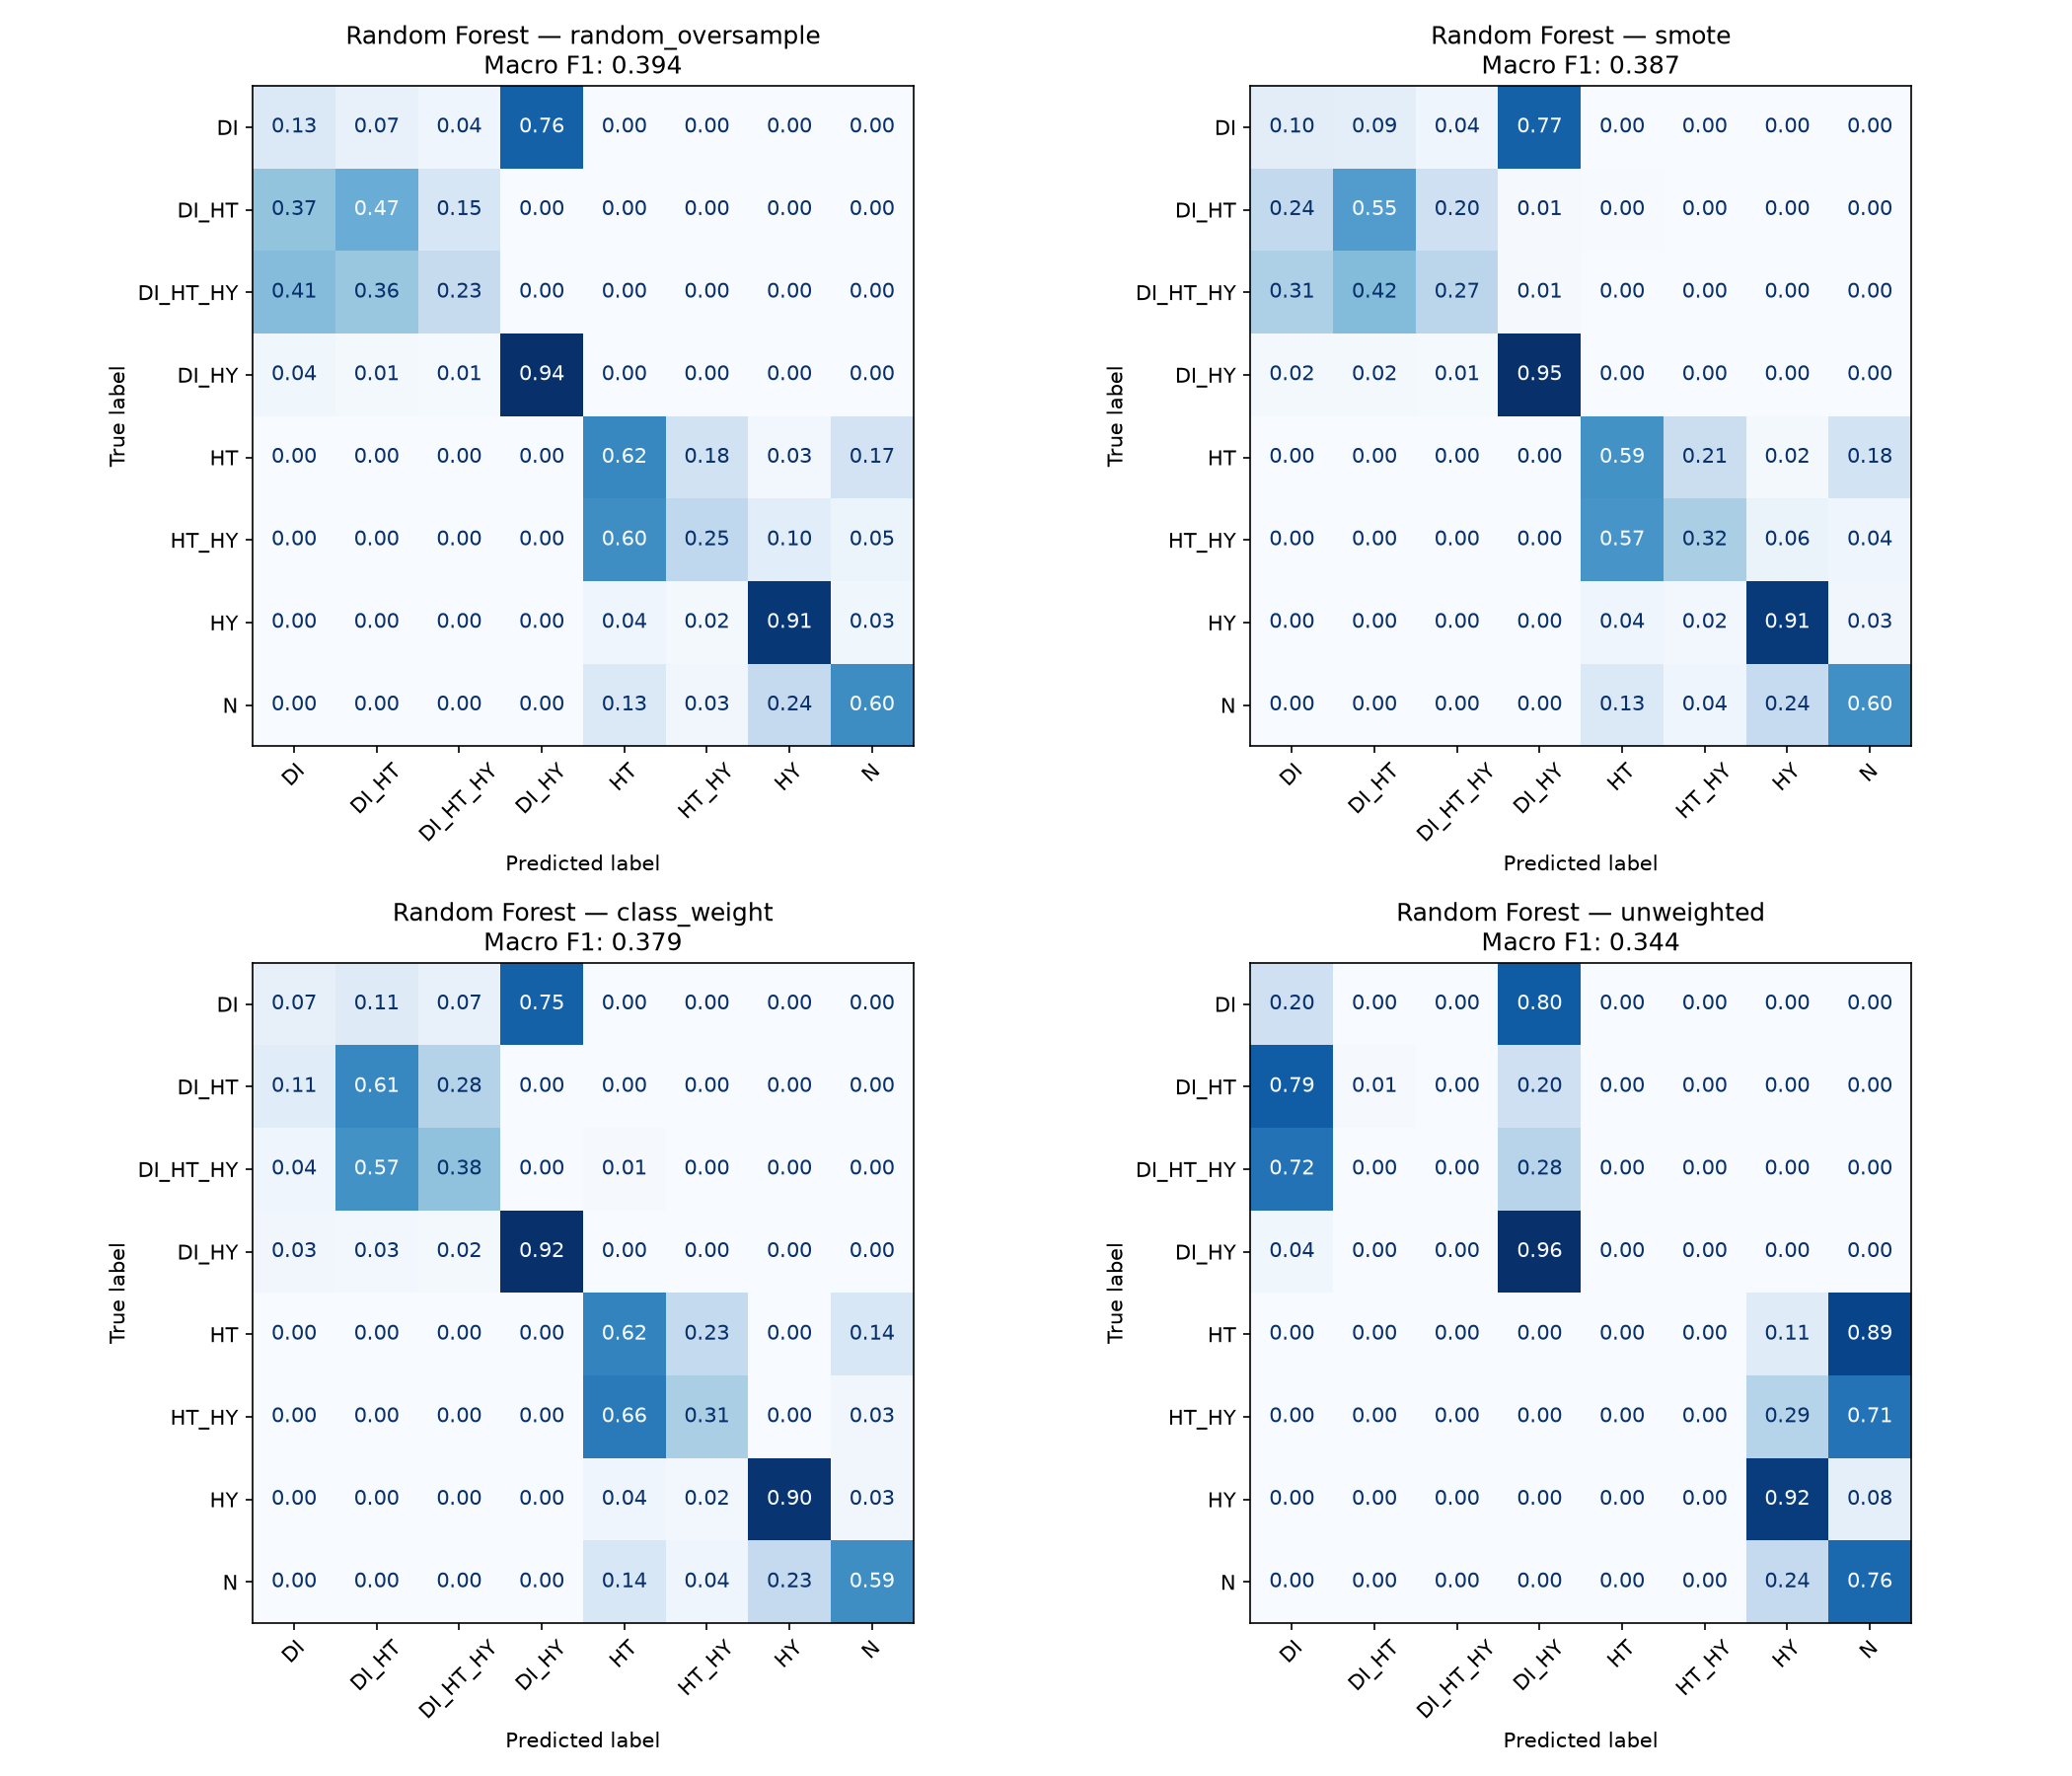 Random Forest — random_oversample
Macro F1: 0.394
True label
DI 0.13 0.07 0.04 0.76 0.00 0.00 0.00 0.00
DI_HT 0.37 0.47 0.15 0.00 0.00 0.00 0.00 0.00
DI_HT_HY 0.41 0.36 0.23 0.00 0.00 0.00 0.00 0.00
DI_HY 0.04 0.01 0.01 0.94 0.00 0.00 0.00 0.00
HT 0.00 0.00 0.00 0.00 0.62 0.18 0.03 0.17
HT_HY 0.00 0.00 0.00 0.00 0.60 0.25 0.10 0.05
HY 0.00 0.00 0.00 0.00 0.04 0.02 0.91 0.03
N 0.00 0.00 0.00 0.00 0.13 0.03 0.24 0.60
DI DI_HT DI_HT_HY DI_HY HT HT_HY HY N
Predicted label
Random Forest — smote
Macro F1: 0.387
True label
DI 0.10 0.09 0.04 0.77 0.00 0.00 0.00 0.00
DI_HT 0.24 0.55 0.20 0.01 0.00 0.00 0.00 0.00
DI_HT_HY 0.31 0.42 0.27 0.01 0.00 0.00 0.00 0.00
DI_HY 0.02 0.02 0.01 0.95 0.00 0.00 0.00 0.00
HT 0.00 0.00 0.00 0.00 0.59 0.21 0.02 0.18
HT_HY 0.00 0.00 0.00 0.00 0.57 0.32 0.06 0.04
HY 0.00 0.00 0.00 0.00 0.04 0.02 0.91 0.03
N 0.00 0.00 0.00 0.00 0.13 0.04 0.24 0.60
DI DI_HT DI_HT_HY DI_HY HT HT_HY HY N
Predicted label
Random Forest — class_weight
Macro F1: 0.379
True label
DI 0.07 0.11 0.07 0.75 0.00 0.00 0.00 0.00
DI_HT 0.11 0.61 0.28 0.00 0.00 0.00 0.00 0.00
DI_HT_HY 0.04 0.57 0.38 0.00 0.01 0.00 0.00 0.00
DI_HY 0.03 0.03 0.02 0.92 0.00 0.00 0.00 0.00
HT 0.00 0.00 0.00 0.00 0.62 0.23 0.00 0.14
HT_HY 0.00 0.00 0.00 0.00 0.66 0.31 0.00 0.03
HY 0.00 0.00 0.00 0.00 0.04 0.02 0.90 0.03
N 0.00 0.00 0.00 0.00 0.14 0.04 0.23 0.59
DI DI_HT DI_HT_HY DI_HY HT HT_HY HY N
Predicted label
Random Forest — unweighted
Macro F1: 0.344
True label
DI 0.20 0.00 0.00 0.80 0.00 0.00 0.00 0.00
DI_HT 0.79 0.01 0.00 0.20 0.00 0.00 0.00 0.00
DI_HT_HY 0.72 0.00 0.00 0.28 0.00 0.00 0.00 0.00
DI_HY 0.04 0.00 0.00 0.96 0.00 0.00 0.00 0.00
HT 0.00 0.00 0.00 0.00 0.00 0.00 0.11 0.89
HT_HY 0.00 0.00 0.00 0.00 0.00 0.00 0.29 0.71
HY 0.00 0.00 0.00 0.00 0.00 0.00 0.92 0.08
N 0.00 0.00 0.00 0.00 0.00 0.00 0.24 0.76
DI DI_HT DI_HT_HY DI_HY HT HT_HY HY N
Predicted label